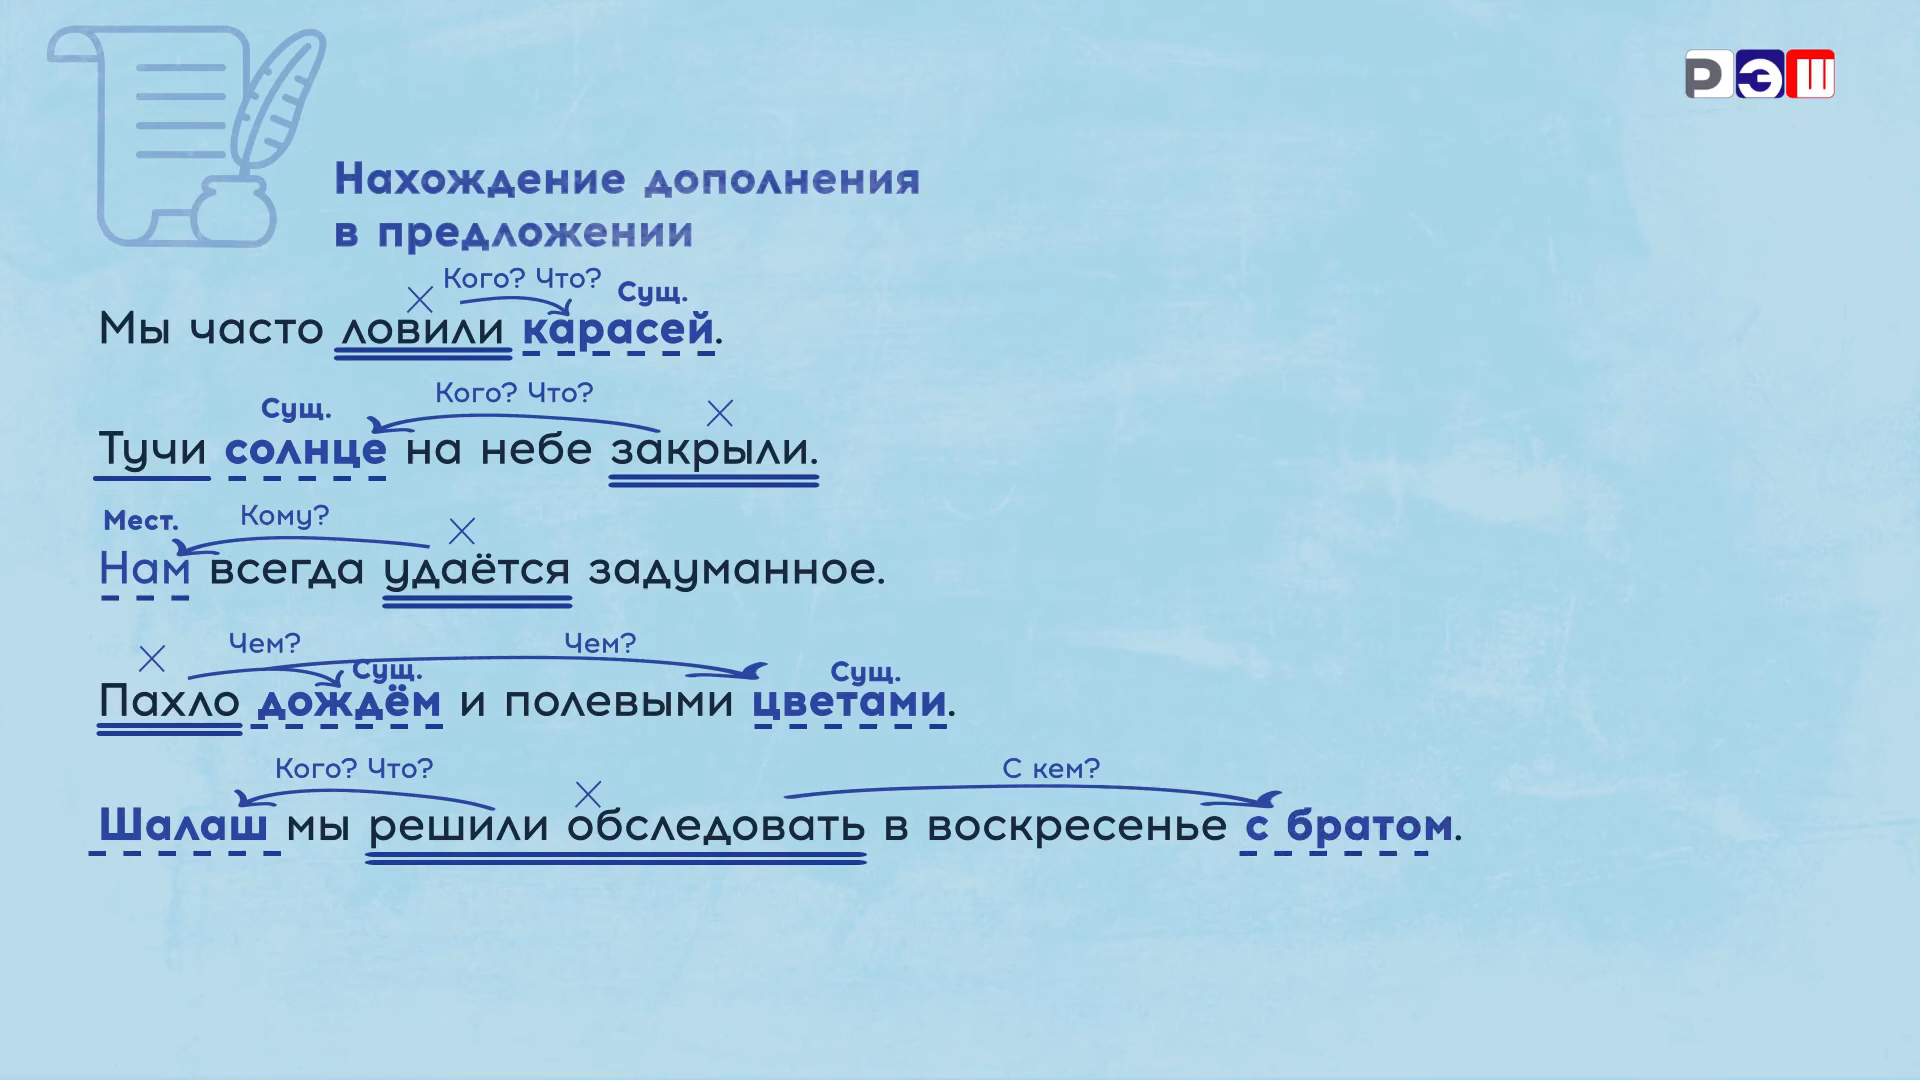 РЭШ
Нахождение дополнения
в предложении
Кого? Что?
Сущ.
Мы часто ловили карасей.
Кого? Что?
Сущ.
Тучи солнце на небе закрыли.
Мест. Кому?
Нам всегда удаётся задуманное.
Чем? Чем?
Сущ. Сущ.
Пахло дождём и полевыми цветами.
Кого? Что? С кем?
Шалаш мы решили обследовать в воскресенье с братом.